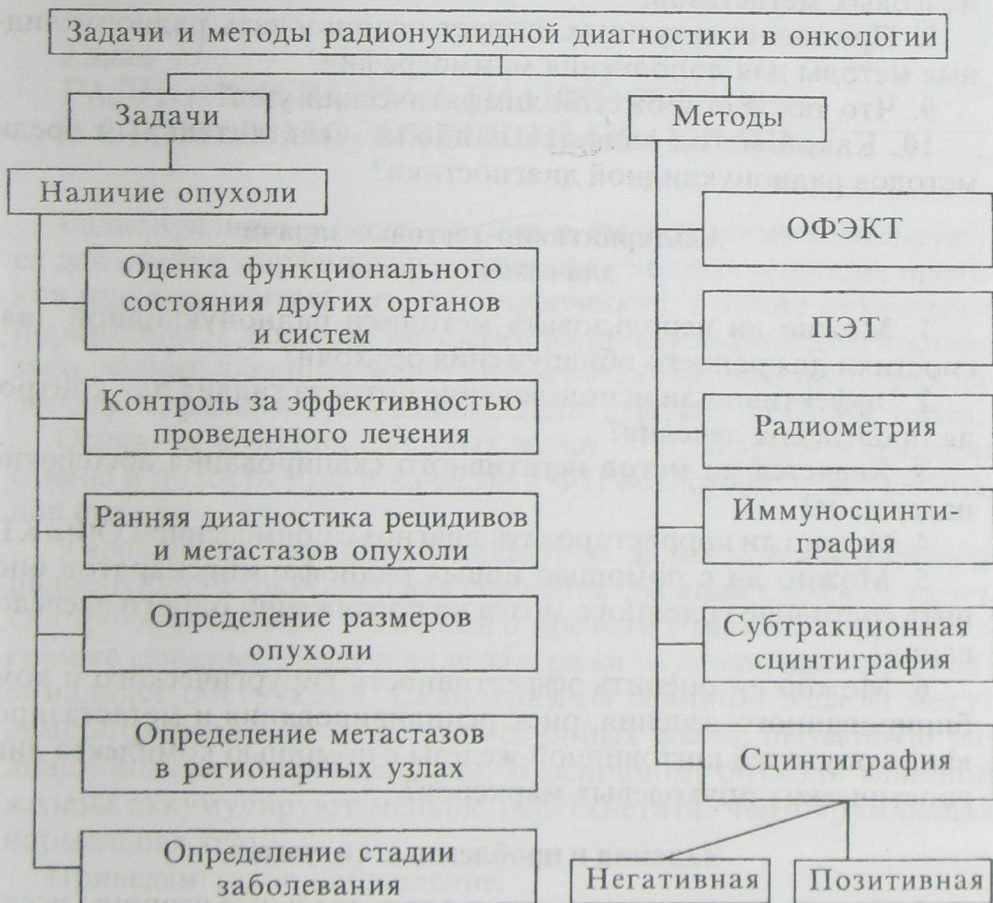 Задачи и методы радионуклидной диагностики в онкологии
Задачи
Методы
Наличие опухоли
Оценка функционального
состояния других органов
и систем
Контроль за эффективностью
проведенного лечения
Ранняя диагностика рецидивов
и метастазов опухоли
Определение размеров
опухоли
Определение метастазов
в регионарных узлах
Определение стадии
заболевания
ОФЭКТ
ПЭТ
Радиометрия
Иммуносцинти
графия
Субтракционная
сцинтиграфия
Сцинтиграфия
Негативная
Позитивная